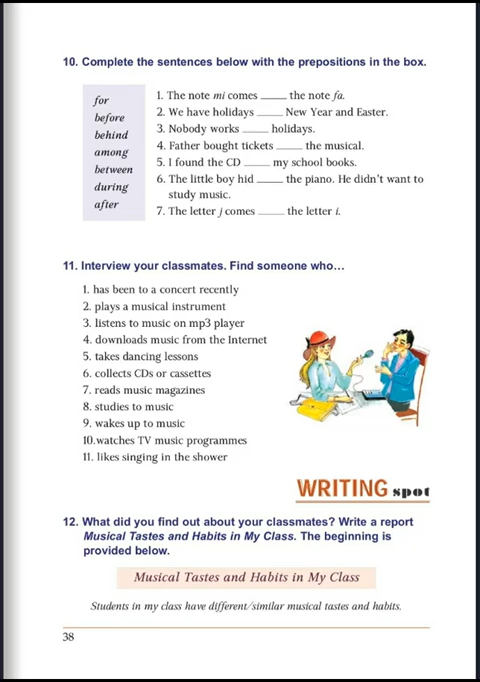 10. Complete the sentences below with the prepositions in the box.
for
before
behind
among
between
during
after
1. The note mi comes _____ the note fa.
2. We have holidays _____ New Year and Easter.
3. Nobody works _____ holidays.
4. Father bought tickets _____ the musical.
5. I found the CD _____ my school books.
6. The little boy hid _____ the piano. He didn't want to
study music.
7. The letter j comes _____ the letter i.
11. Interview your classmates. Find someone who…
1. has been to a concert recently
2. plays a musical instrument
3. listens to music on mp3 player
4. downloads music from the Internet
5. takes dancing lessons
6. collects CDs or cassettes
7. reads music magazines
8. studies to music
9. wakes up to music
10.watches TV music programmes
11. likes singing in the shower
WRITING spot
12. What did you find out about your classmates? Write a report
Musical Tastes and Habits in My Class. The beginning is
provided below.
Musical Tastes and Habits in My Class
Students in my class have different/similar musical tastes and habits.
38